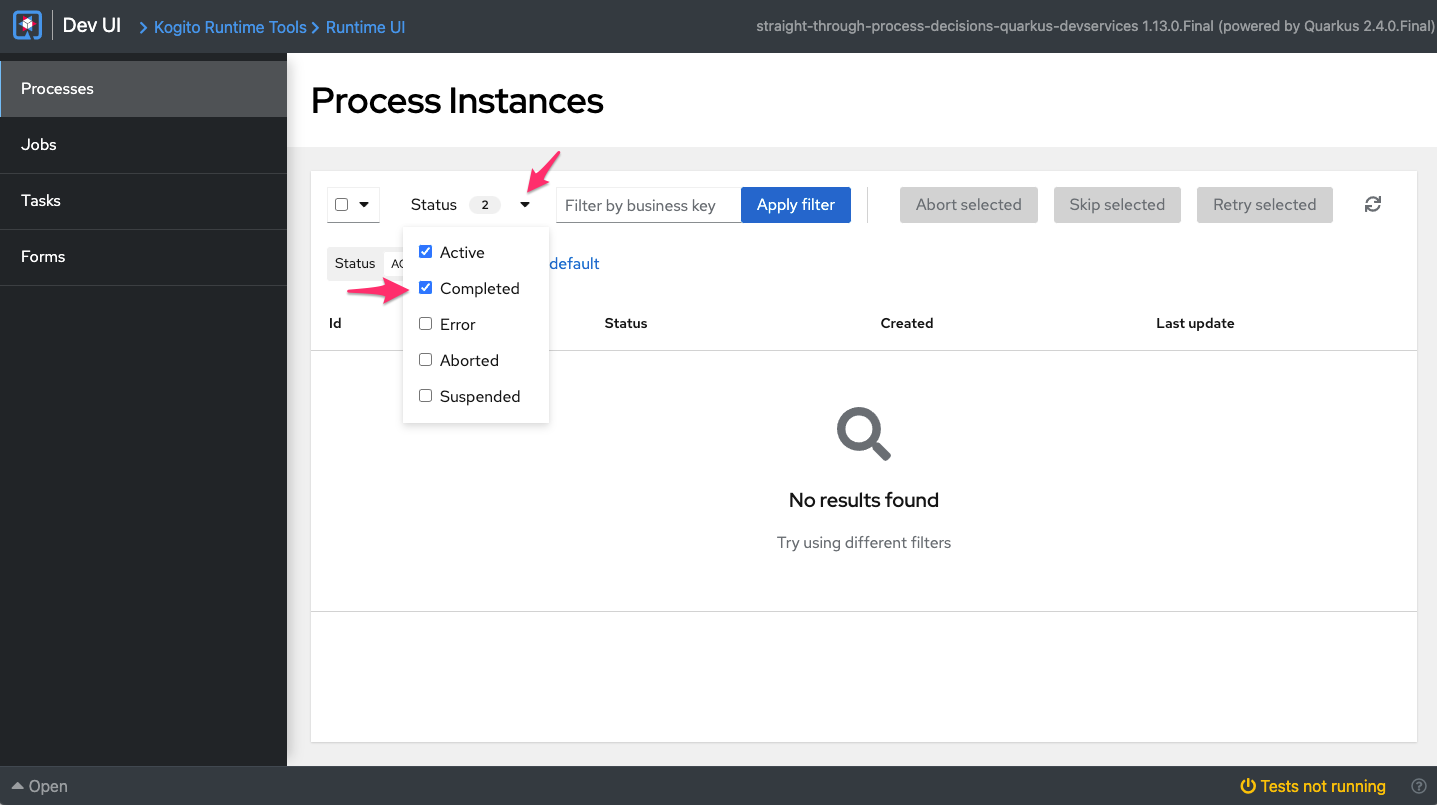 Dev UI
Kogito Runtime Tools
Runtime UI
straight-through-process-decisions-quarkus-devservices 1.13.0.Final (powered by Quarkus 2.4.0.Final)
Processes
Jobs
Tasks
Forms
Process Instances
Status 2
Filter by business key
Apply filter
Abort selected
Skip selected
Retry selected
Active
Completed
Error
Aborted
Suspended
Status
default
Id
Status
Created
Last update
No results found
Try using different filters
Open
Tests not running